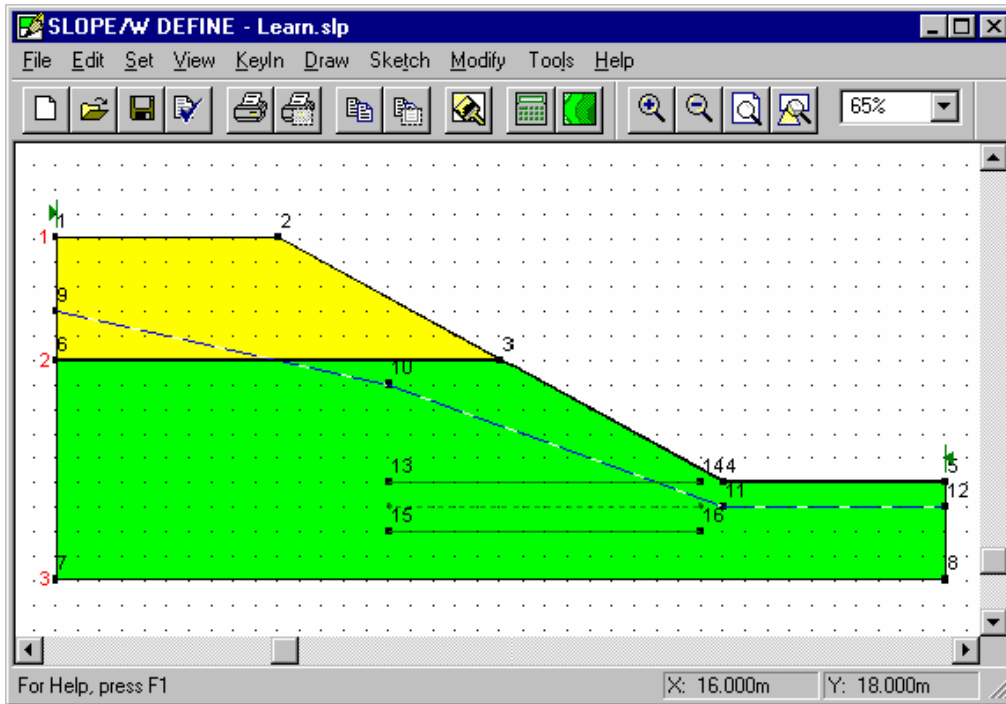 SLOPE/W DEFINE - Learn.slp
File Edit Set View KeyIn Draw Sketch Modify Tools Help
65%
1 2
1
9
6 3
2
10
13 144 5
11 12
15 16
7 8
3
For Help, press F1 X: 16.000m Y: 18.000m